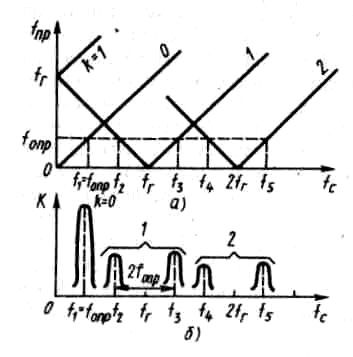 fпр
k=1
0
1
2
fг
fопр
0
f₁=fопр f₂ fг f₃ f₄ 2fг f₅ fс
а)
K
k=0
1
2
2fопр
0
f₁=fопр f₂ fг f₃ f₄ 2fг f₅ fс
б)